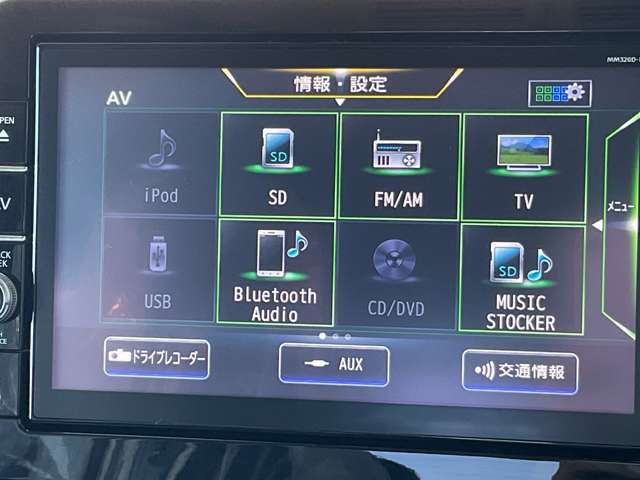 MM326D-
OPEN
情報・設定
AV
iPod
SD
SD
FM/AM
TV
メニュー
USB
Bluetooth
Audio
CD/DVD
SD
MUSIC
STOCKER
ドライブレコーダー
AUX
交通情報